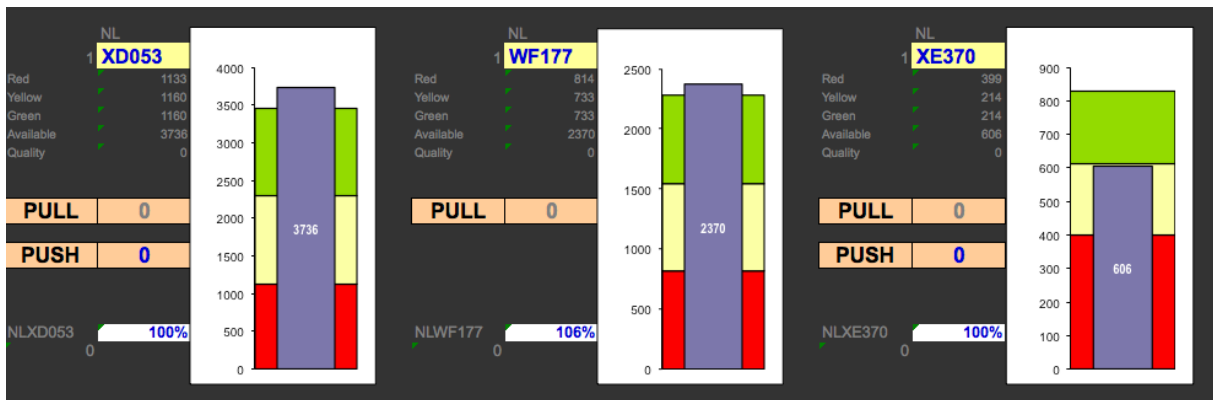 NL
1 XD053
Red 1133
Yellow 1160
Green 1160
Available 3736
Quality 0
PULL 0
PUSH 0
NLXD053 100%
0
4000
3500
3000
2500
2000
1500
1000
500
0
3736
NL
1 WF177
Red 814
Yellow 733
Green 733
Available 2370
Quality 0
PULL 0
NLWF177 106%
0
2500
2000
1500
1000
500
0
2370
NL
1 XE370
Red 399
Yellow 214
Green 214
Available 606
Quality 0
PULL 0
PUSH 0
NLXE370 100%
0
900
800
700
600
500
400
300
200
100
0
606